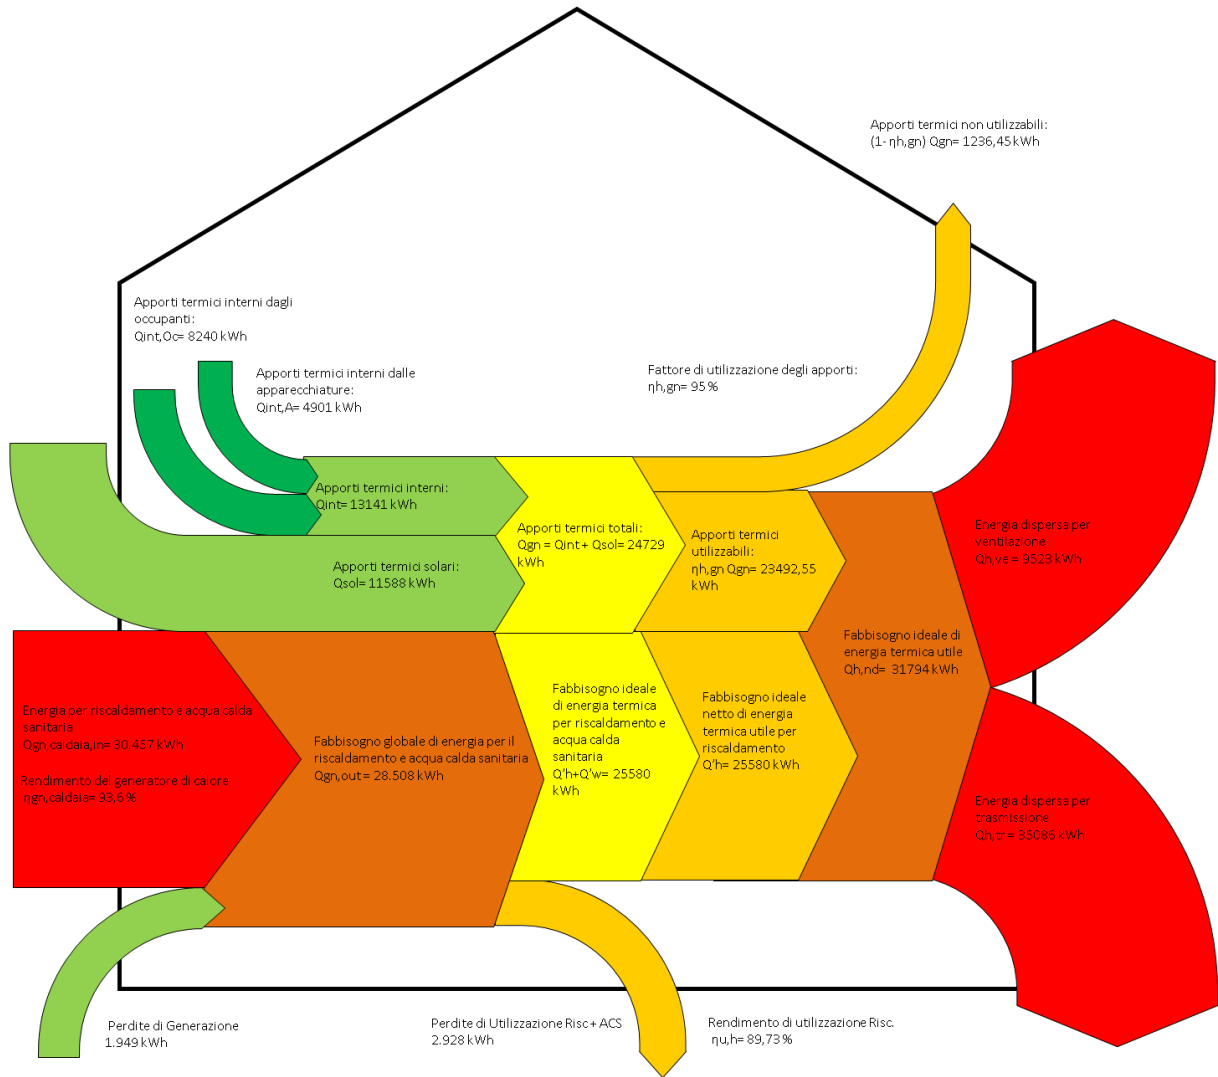 Apporti termici non utilizzabili:
(1- ηh,gn) Qgn= 1236,45 kWh
Apporti termici interni dagli
occupanti:
Qint,Oc= 8240 kWh
Apporti termici interni dalle
apparecchiature:
Qint,A= 4901 kWh
Fattore di utilizzazione degli apporti:
ηh,gn= 95 %
Apporti termici interni:
Qint= 13141 kWh
Apporti termici solari:
Qsol= 11588 kWh
Apporti termici totali:
Qgn = Qint + Qsol= 24729
kWh
Apporti termici
utilizzabili:
ηh,gn Qgn= 23492,55
kWh
Energia dispersa per
ventilazione
Qh,ve = 9523 kWh
Fabbisogno ideale di
energia termica utile
Qh,nd= 31794 kWh
Energia per riscaldamento e acqua calda
sanitaria
Qgn,caldaia,in= 30.457 kWh
Rendimento del generatore di calore
ηgn,caldaia= 93,6 %
Fabbisogno globale di energia per il
riscaldamento e acqua calda sanitaria
Qgn,out = 28.508 kWh
Fabbisogno ideale
di energia termica
per riscaldamento e
acqua calda
sanitaria
Q'h+Q'w= 25580
kWh
Fabbisogno ideale
netto di energia
termica utile per
riscaldamento
Q'h= 25580 kWh
Energia dispersa per
trasmissione
Qh,tr = 35086 kWh
Perdite di Generazione
1.949 kWh
Perdite di Utilizzazione Risc + ACS
2.928 kWh
Rendimento di utilizzazione Risc.
ηu,h= 89,73 %